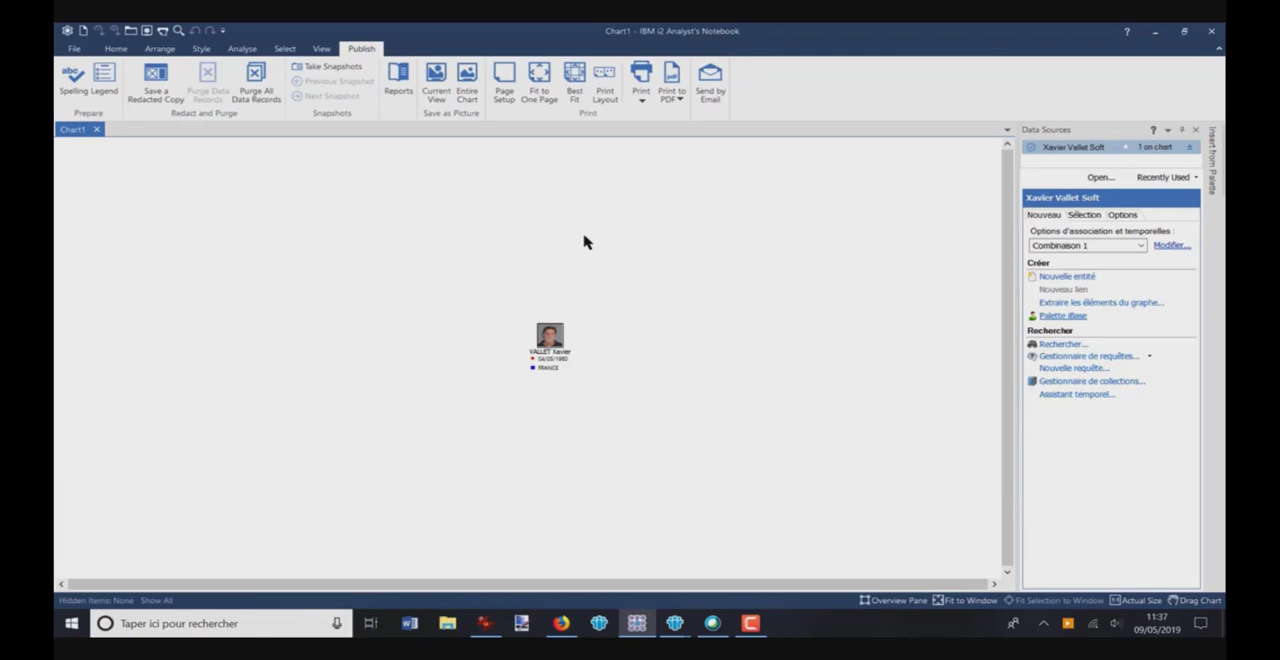 Chart1 - IBM i2 Analyst's Notebook
?
File Home Arrange Style Analyse Select View Publish
Spelling Legend
Prepare
Save a Redacted Copy
Purge Data Records
Purge All Data Records
Redact and Purge
Take Snapshots
Previous Snapshot
Next Snapshot
Snapshots
Reports
Current View
Entire Chart
Save as Picture
Page Setup
Fit to One Page
Best Fit
Print Layout
Print
Print to PDF
Print
Send by Email
Chart1
VALLET Xavier
04/05/1960
FRANCE
Data Sources
?
Xavier Vallet Soft 1 on chart
Open... Recently Used
Xavier Vallet Soft
Nouveau Sélection Options
Options d'association et temporelles :
Combinaison 1 Modifier...
Créer
Nouvelle entité
Nouveau lien
Extraire les éléments du graphe...
Palette iBase
Rechercher
Rechercher...
Gestionnaire de requêtes...
Nouvelle requête...
Gestionnaire de collections...
Assistant temporel...
Insert from Palette
Hidden Items: None Show All
Overview Pane Fit to Window Fit Selection to Window Actual Size Drag Chart
Taper ici pour rechercher
11:37
09/05/2019